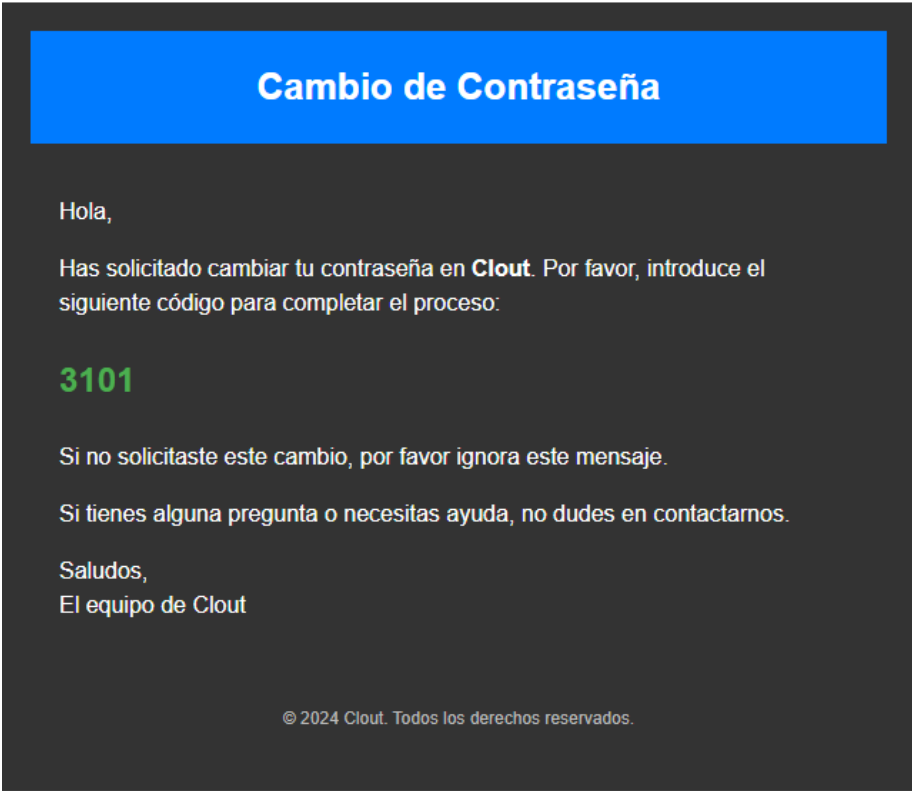 Cambio de Contraseña
Hola,
Has solicitado cambiar tu contraseña en Clout. Por favor, introduce el
siguiente código para completar el proceso:
3101
Si no solicitaste este cambio, por favor ignora este mensaje.
Si tienes alguna pregunta o necesitas ayuda, no dudes en contactarnos.
Saludos,
El equipo de Clout
© 2024 Clout. Todos los derechos reservados.